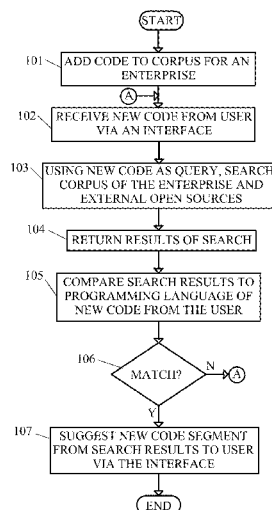 START
101
ADD CODE TO CORPUS FOR AN
ENTERPRISE
A
102
RECEIVE NEW CODE FROM USER
VIA AN INTERFACE
103
USING NEW CODE AS QUERY, SEARCH
CORPUS OF THE ENTERPRISE AND
EXTERNAL OPEN SOURCES
104
RETURN RESULTS OF SEARCH
105
COMPARE SEARCH RESULTS TO
PROGRAMMING LANGUAGE OF
NEW CODE FROM THE USER
106
MATCH?
N
A
Y
107
SUGGEST NEW CODE SEGMENT
FROM SEARCH RESULTS TO USER
VIA THE INTERFACE
END